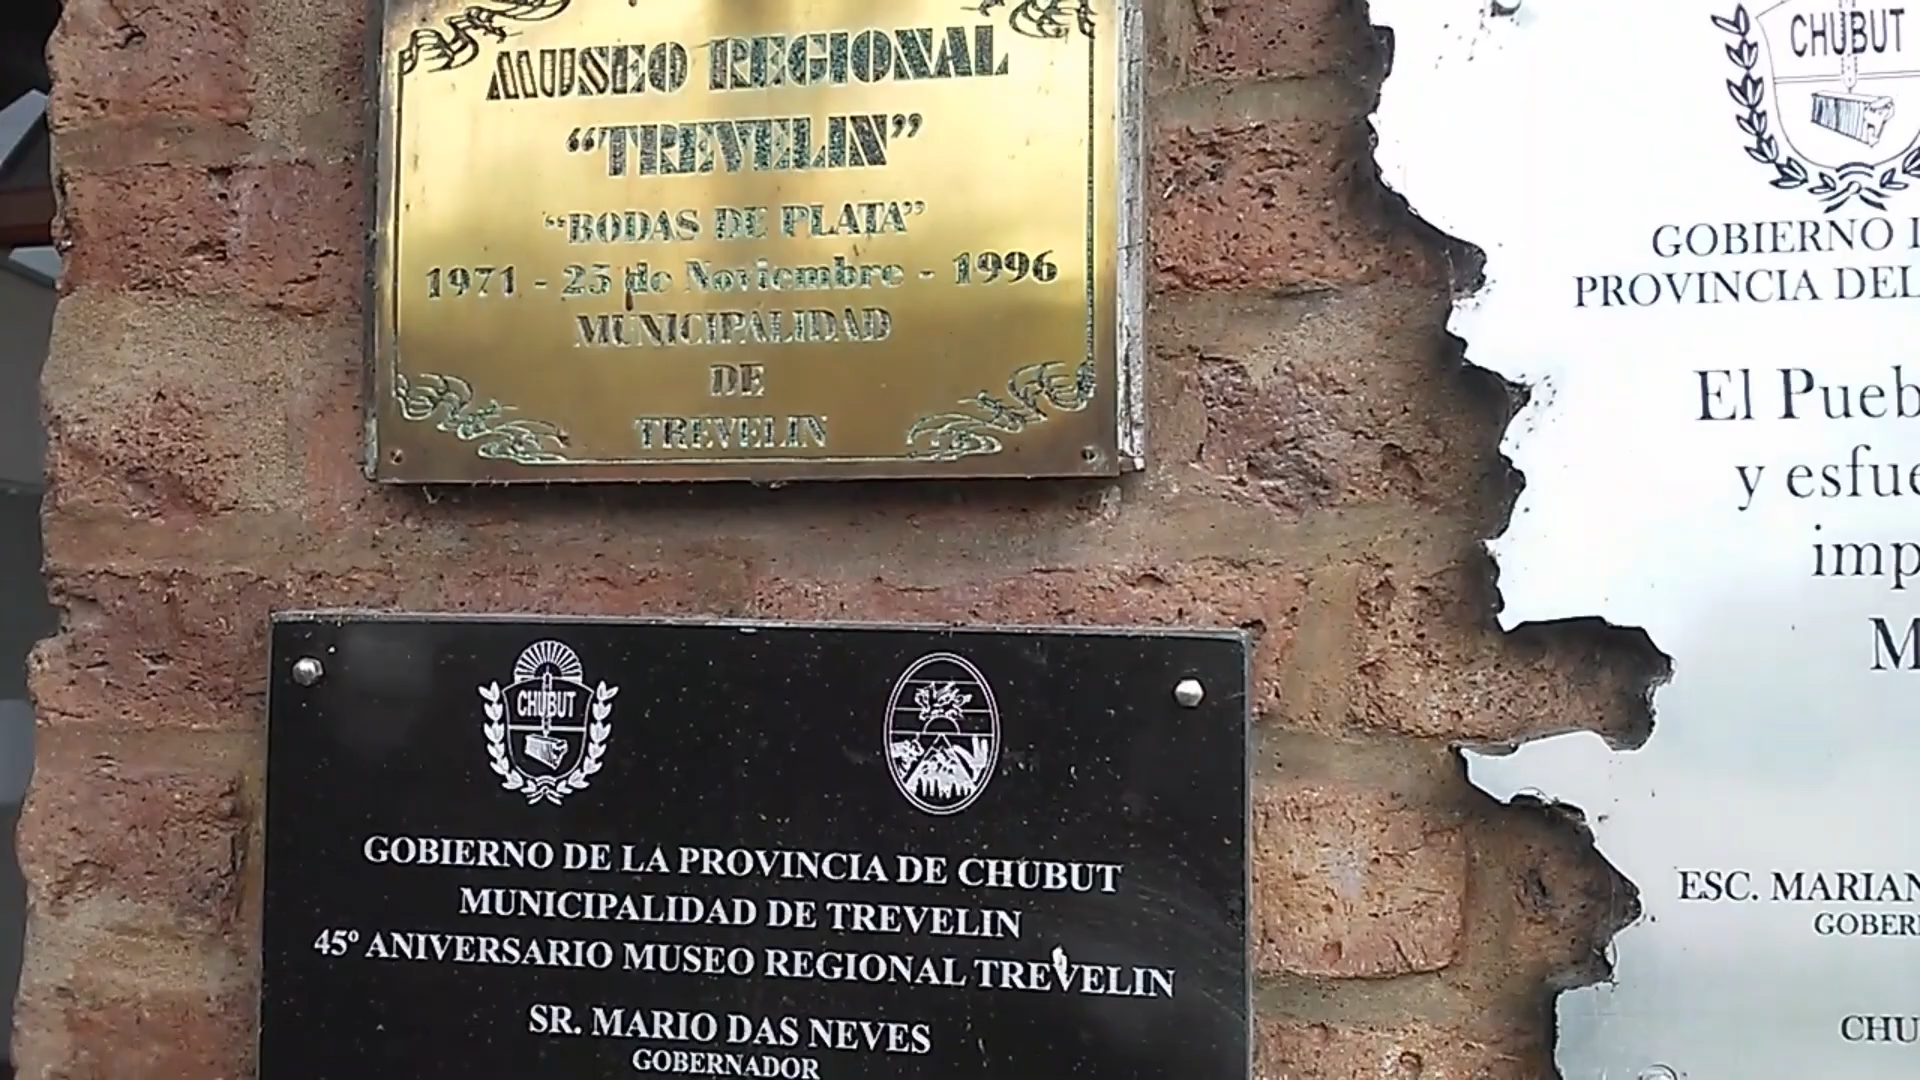 MUSEO REGIONAL
“TREVELIN”
“BODAS DE PLATA”
1971 - 25 de Noviembre - 1996
MUNICIPALIDAD
DE
TREVELIN
CHUBUT
GOBIERNO DE LA PROVINCIA DE CHUBUT
MUNICIPALIDAD DE TREVELIN
45º ANIVERSARIO MUSEO REGIONAL TREVELIN
SR. MARIO DAS NEVES
GOBERNADOR
CHUBUT
GOBIERNO
PROVINCIA DEL
El Pueb
y esfue
imp
M
ESC. MARIAN
GOBER
CHU